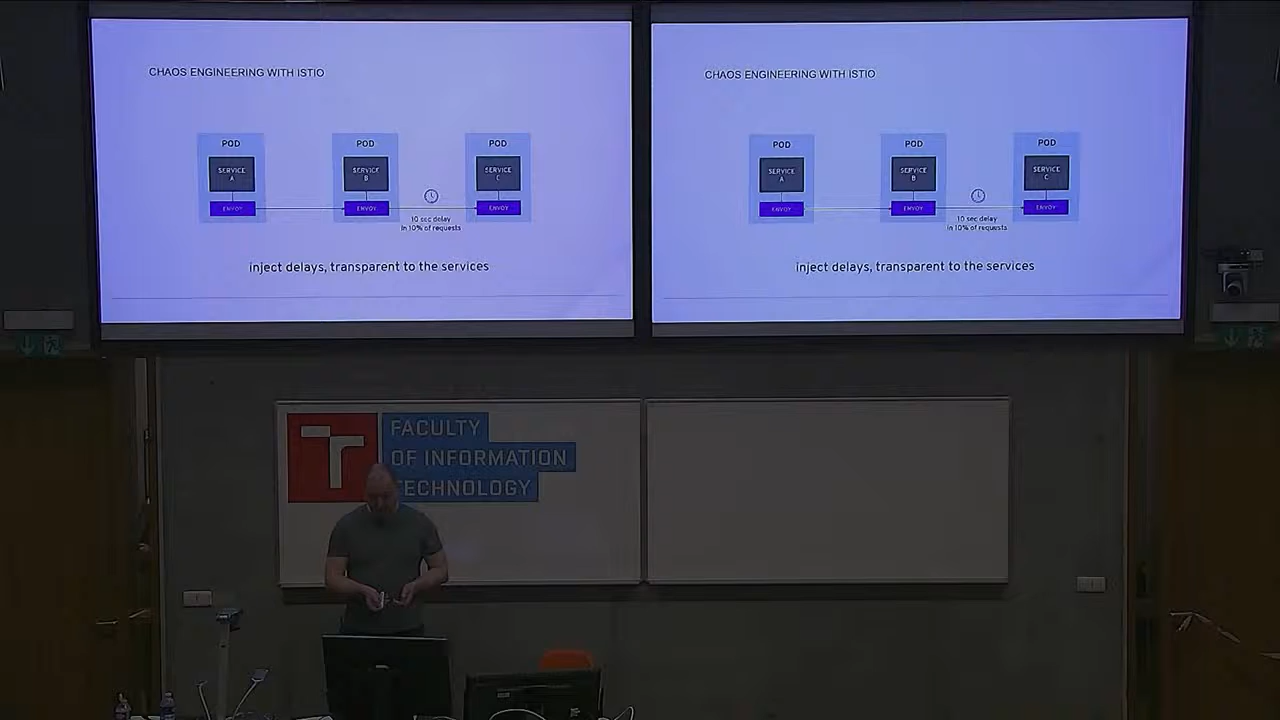 CHAOS ENGINEERING WITH ISTIO
POD
POD
POD
SERVICE
A
SERVICE
B
SERVICE
C
ENVOY
ENVOY
ENVOY
10 sec delay
in 10% of requests
inject delays, transparent to the services
CHAOS ENGINEERING WITH ISTIO
POD
POD
POD
SERVICE
A
SERVICE
B
SERVICE
C
ENVOY
ENVOY
ENVOY
10 sec delay
in 10% of requests
inject delays, transparent to the services
FACULTY
OF INFORMATION
TECHNOLOGY